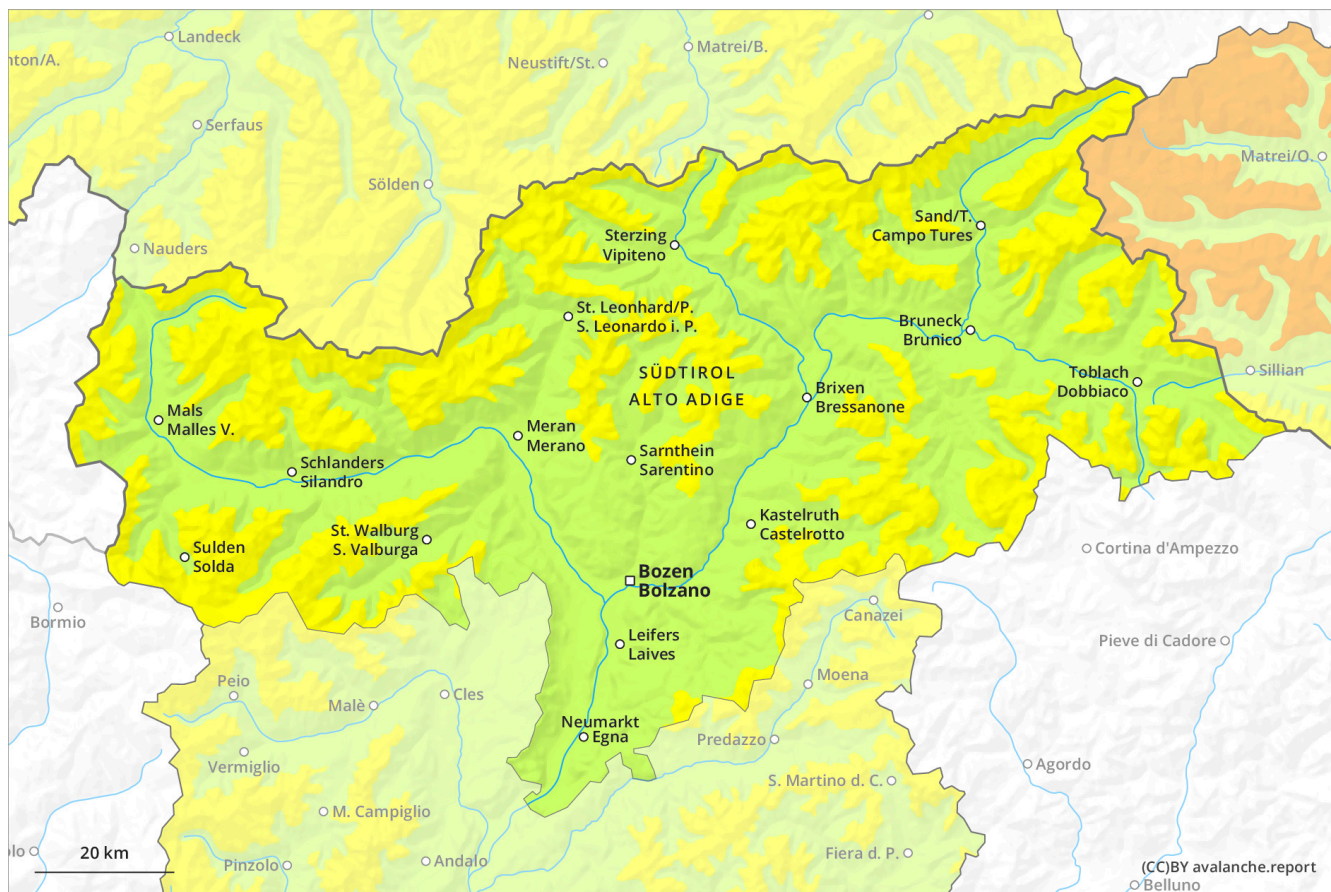 Landeck
nton/A.
Matrei/B.
Neustift/St.
Serfaus
Matrei/O.
Sölden
Sand/T.
Campo Tures
Sterzing
Vipiteno
Nauders
St. Leonhard/P.
S. Leonardo i. P.
Bruneck
Brunico
SÜDTIROL
ALTO ADIGE
Toblach
Dobbiaco
Sillian
Brixen
Bressanone
Mals
Malles V.
Meran
Merano
Sarnthein
Sarentino
Schlanders
Silandro
Kastelruth
Castelrotto
St. Walburg
S. Valburga
Sulden
Solda
Cortina d'Ampezzo
Bozen
Bolzano
Bormio
Canazei
Leifers
Laives
Pieve di Cadore
Peio
Moena
Malè
Cles
Neumarkt
Egna
Predazzo
Vermiglio
Agordo
S. Martino d. C.
M. Campiglio
olo
20 km
Pinzolo
Andalo
Fiera d. P.
(CC)BY avalanche.report
Belluno